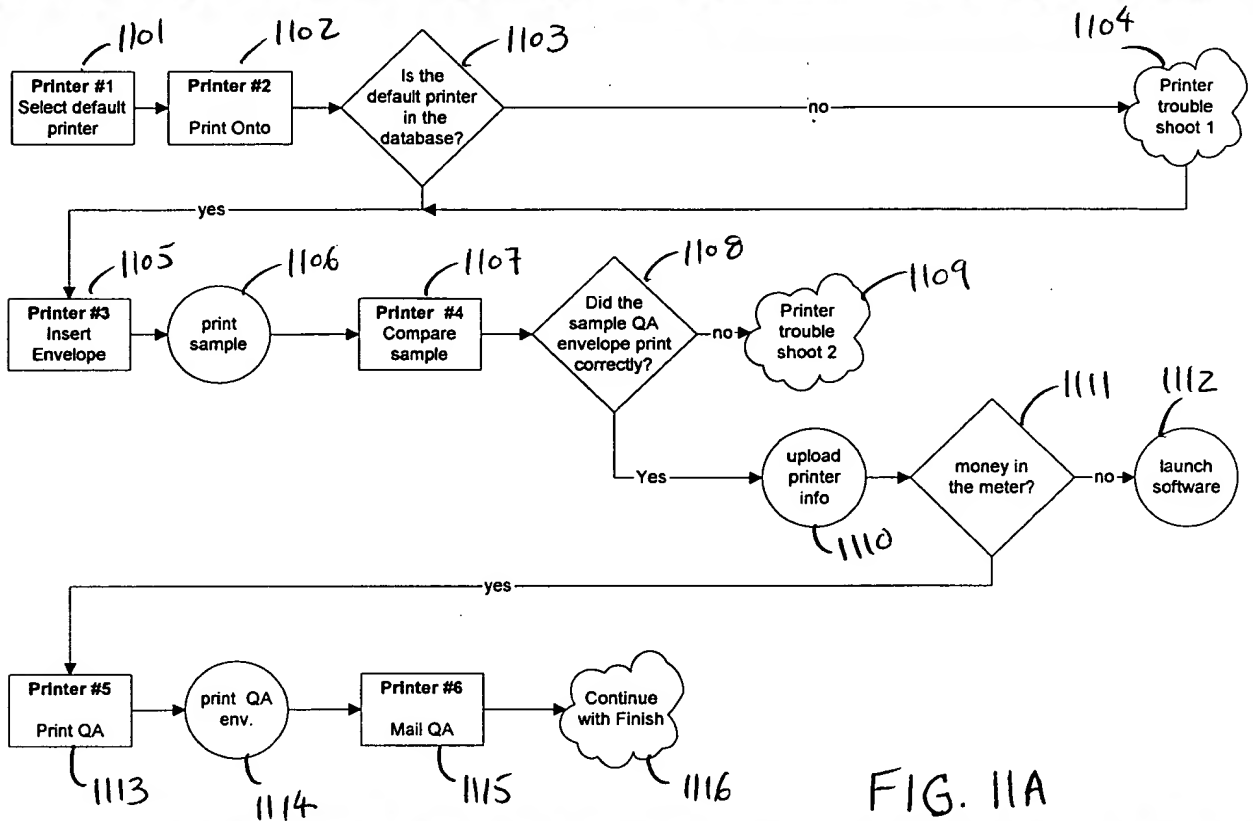 1101
1102
1103
1104
Printer #1
Select default
printer
Printer #2
Print Onto
Is the
default printer
in the
database?
no
Printer
trouble
shoot 1
yes
1105
1106
1107
1108
1109
Printer #3
Insert
Envelope
print
sample
Printer #4
Compare
sample
Did the
sample QA
envelope print
correctly?
no
Printer
trouble
shoot 2
1111
1112
Yes
upload
printer
info
money in
the meter?
no
launch
software
1110
yes
Printer #5
Print QA
print QA
env.
Printer #6
Mail QA
Continue
with Finish
1113
1114
1115
1116
FIG. 11A